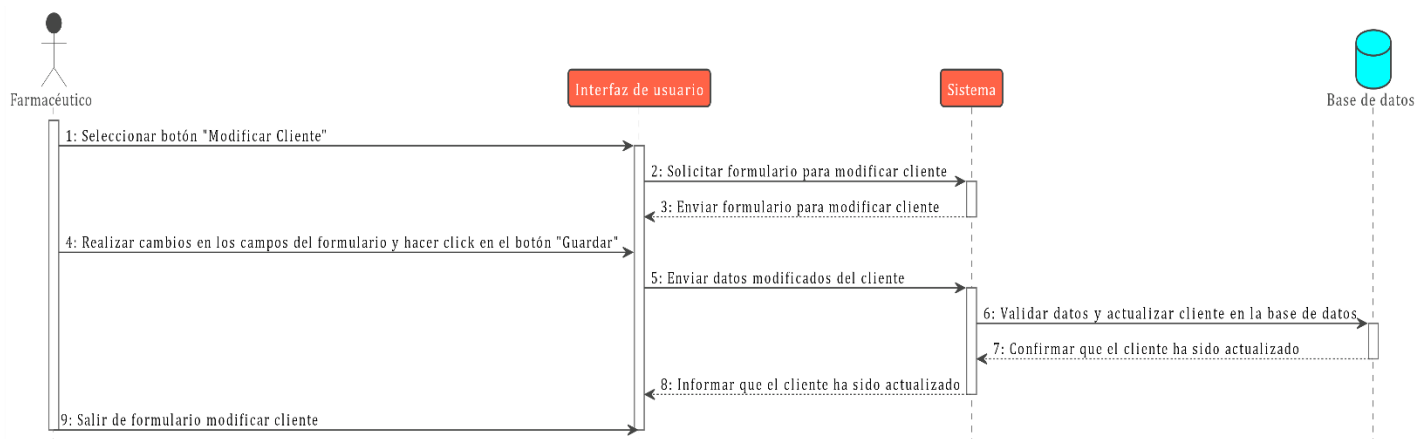 Farmacéutico
Interfaz de usuario
Sistema
Base de datos
1: Seleccionar botón "Modificar Cliente"
2: Solicitar formulario para modificar cliente
3: Enviar formulario para modificar cliente
4: Realizar cambios en los campos del formulario y hacer click en el botón "Guardar"
5: Enviar datos modificados del cliente
6: Validar datos y actualizar cliente en la base de datos
7: Confirmar que el cliente ha sido actualizado
8: Informar que el cliente ha sido actualizado
9: Salir de formulario modificar cliente